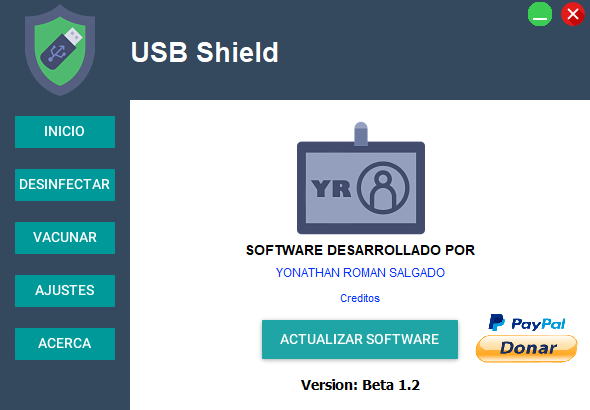 USB Shield
INICIO
DESINFECTAR
VACUNAR
AJUSTES
ACERCA
YR
SOFTWARE DESARROLLADO POR
YONATHAN ROMAN SALGADO
Creditos
ACTUALIZAR SOFTWARE
PayPal
Donar
Version: Beta 1.2